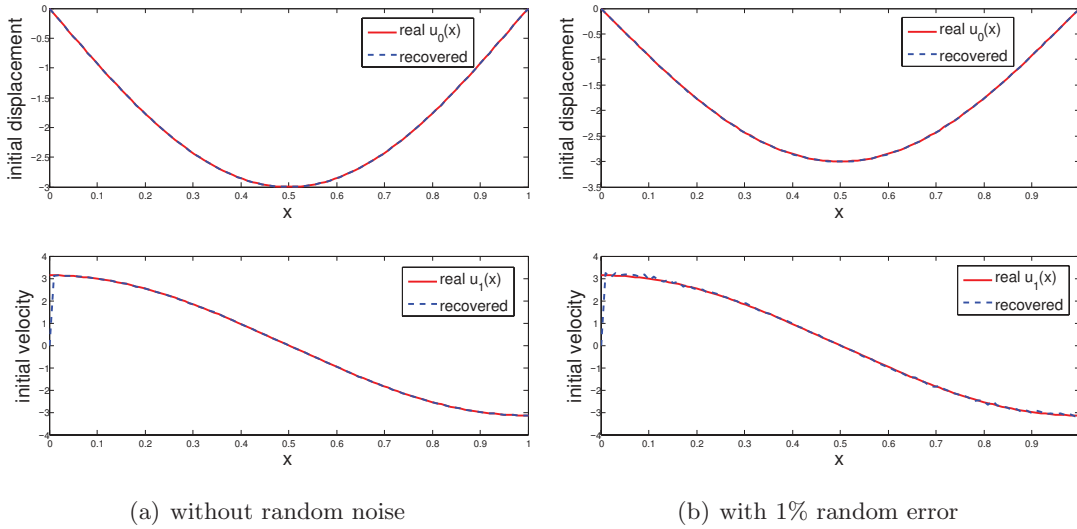 initial displacement
0
−0.5
−1
−1.5
−2
−2.5
−3
0 0.1 0.2 0.3 0.4 0.5 0.6 0.7 0.8 0.9 1
x
real u0(x)
recovered
initial displacement
0
−0.5
−1
−1.5
−2
−2.5
−3
−3.5
0 0.1 0.2 0.3 0.4 0.5 0.6 0.7 0.8 0.9 1
x
real u0(x)
recovered
initial velocity
4
3
2
1
0
−1
−2
−3
−4
0 0.1 0.2 0.3 0.4 0.5 0.6 0.7 0.8 0.9 1
x
real u1(x)
recovered
initial velocity
4
3
2
1
0
−1
−2
−3
−4
0 0.1 0.2 0.3 0.4 0.5 0.6 0.7 0.8 0.9
x
real u1(x)
recovered
(a) without random noise
(b) with 1% random error